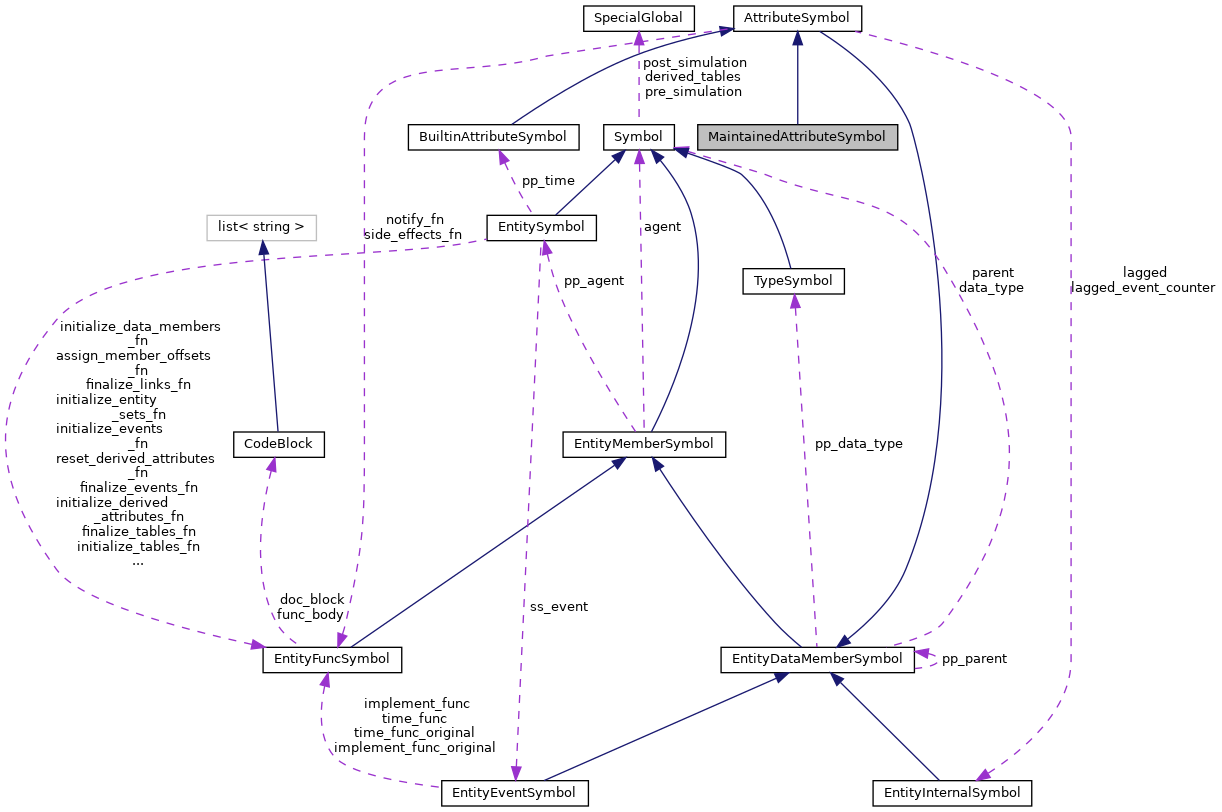 SpecialGlobal
AttributeSymbol
post_simulation
derived_tables
pre_simulation
BuiltinAttributeSymbol
Symbol
MaintainedAttributeSymbol
pp_time
list< string >
notify_fn
side_effects_fn
EntitySymbol
agent
pp_agent
TypeSymbol
parent
data_type
lagged
lagged_event_counter
initialize_data_members
_fn
assign_member_offsets
_fn
finalize_links_fn
initialize_entity
_sets_fn
initialize_events
_fn
reset_derived_attributes
_fn
finalize_events_fn
initialize_derived
_attributes_fn
finalize_tables_fn
initialize_tables_fn
...
CodeBlock
EntityMemberSymbol
pp_data_type
doc_block
func_body
ss_event
EntityFuncSymbol
EntityDataMemberSymbol
pp_parent
implement_func
time_func
time_func_original
implement_func_original
EntityEventSymbol
EntityInternalSymbol